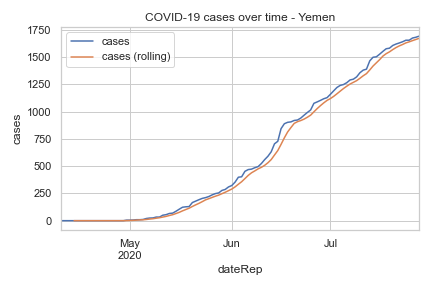 COVID-19 cases over time - Yemen
cases
cases (rolling)
1750
1500
1250
1000
750
500
250
0
cases
May
2020
Jun
Jul
dateRep